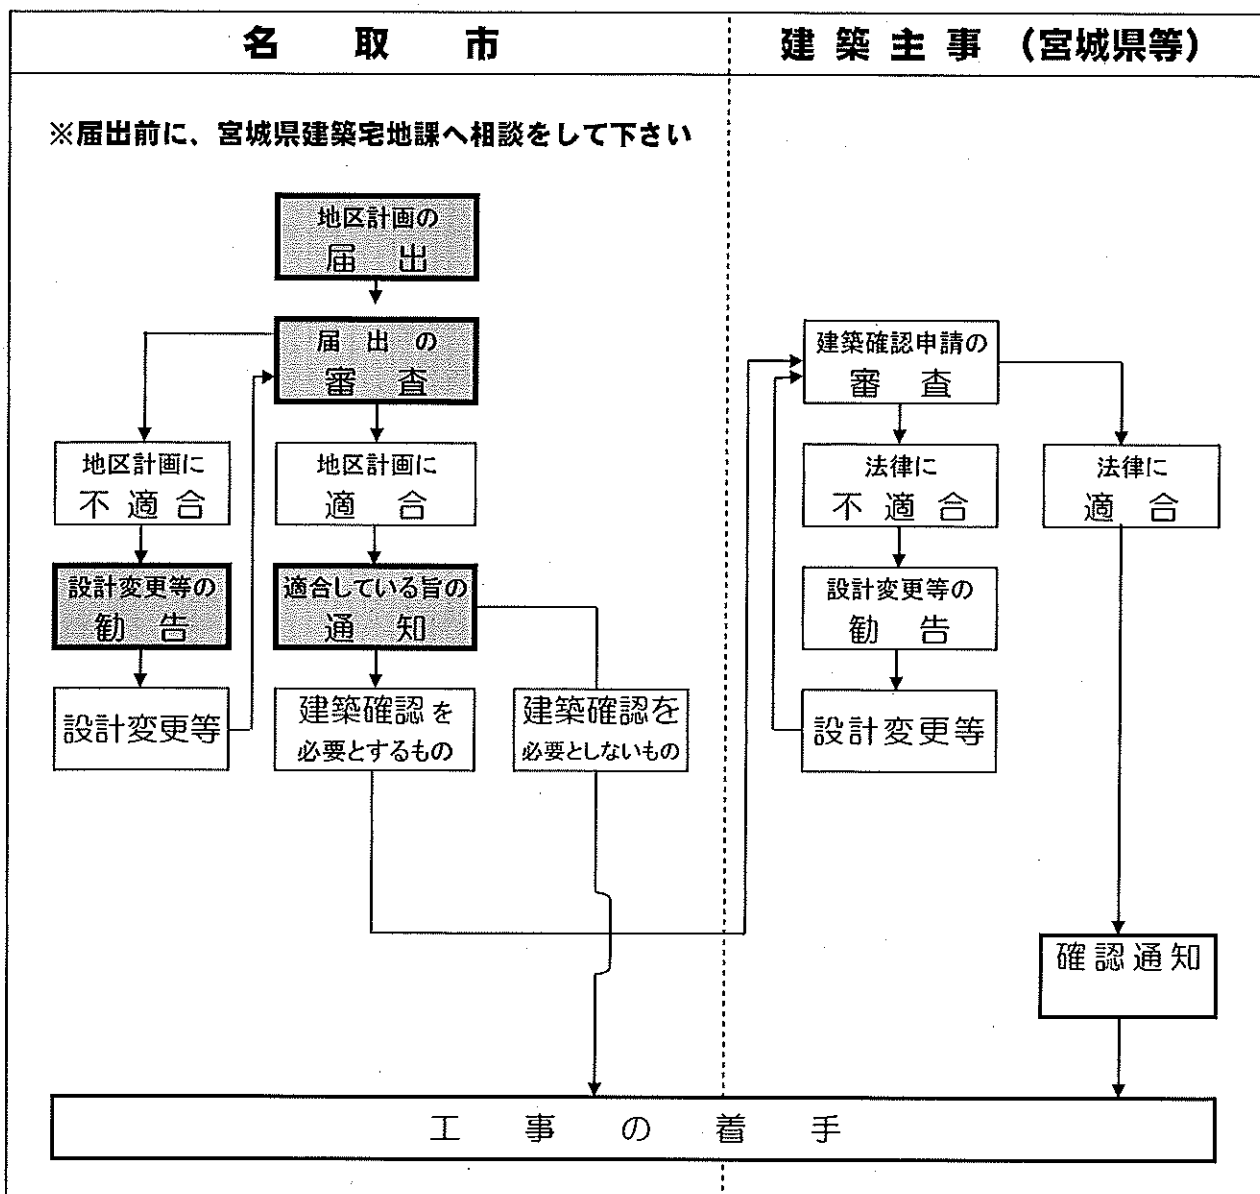 名取市
建築主事（宮城県等）
※届出前に、宮城県建築宅地課へ相談をして下さい
地区計画の
届出
届出の
審査
地区計画に
不適合
地区計画に
適合
設計変更等の
勧告
適合している旨の
通知
設計変更等
建築確認を
必要とするもの
建築確認を
必要としないもの
建築確認申請の
審査
法律に
不適合
法律に
適合
設計変更等の
勧告
設計変更等
確認通知
工事の着手